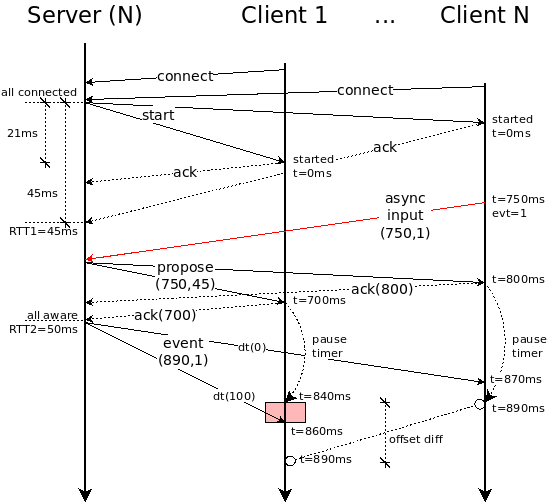 Server (N)
Client 1
...
Client N
connect
all connected
connect
start
started
t=0ms
21ms
ack
started
t=0ms
ack
45ms
async
input
(750,1)
t=750ms
evt=1
RTT1=45ms
propose
(750,45)
t=800ms
ack(800)
t=700ms
all aware
RTT2=50ms
ack(700)
event
(890,1)
dt(0)
pause
timer
pause
timer
t=870ms
dt(100)
t=840ms
t=890ms
t=860ms
offset diff
t=890ms